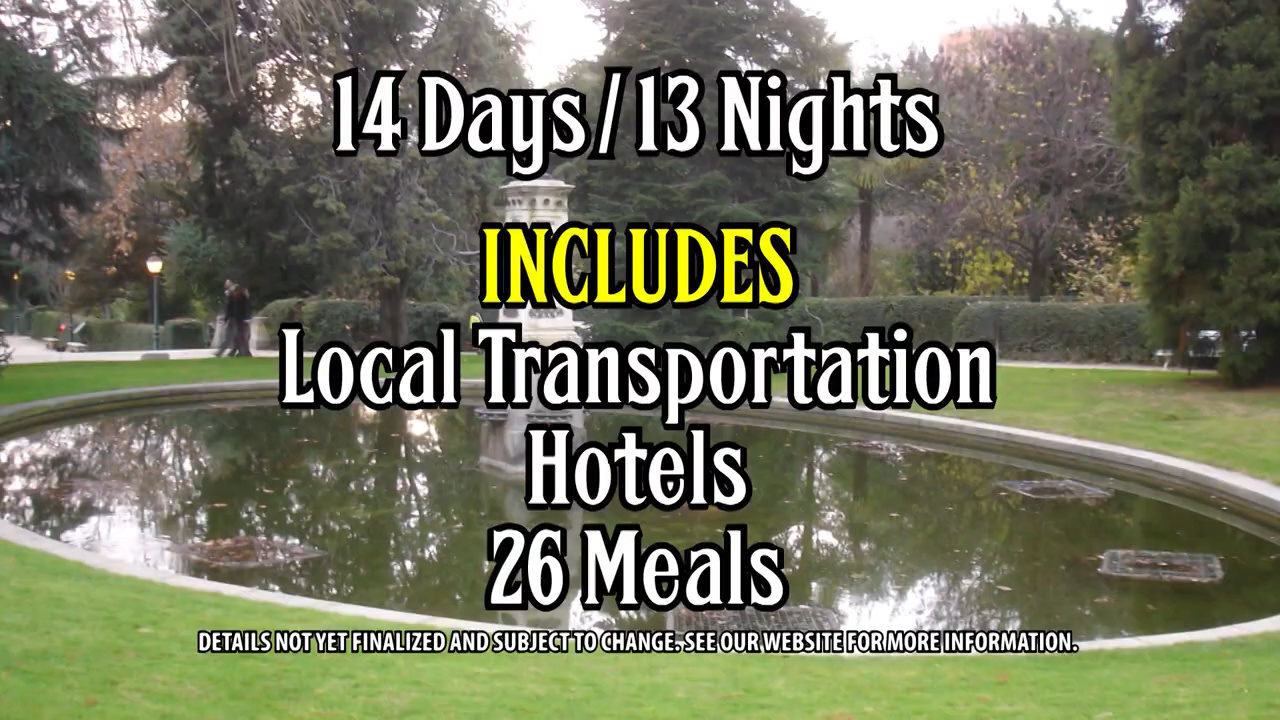 14 Days / 13 Nights
INCLUDES
Local Transportation
Hotels
26 Meals
DETAILS NOT YET FINALIZED AND SUBJECT TO CHANGE. SEE OUR WEBSITE FOR MORE INFORMATION.